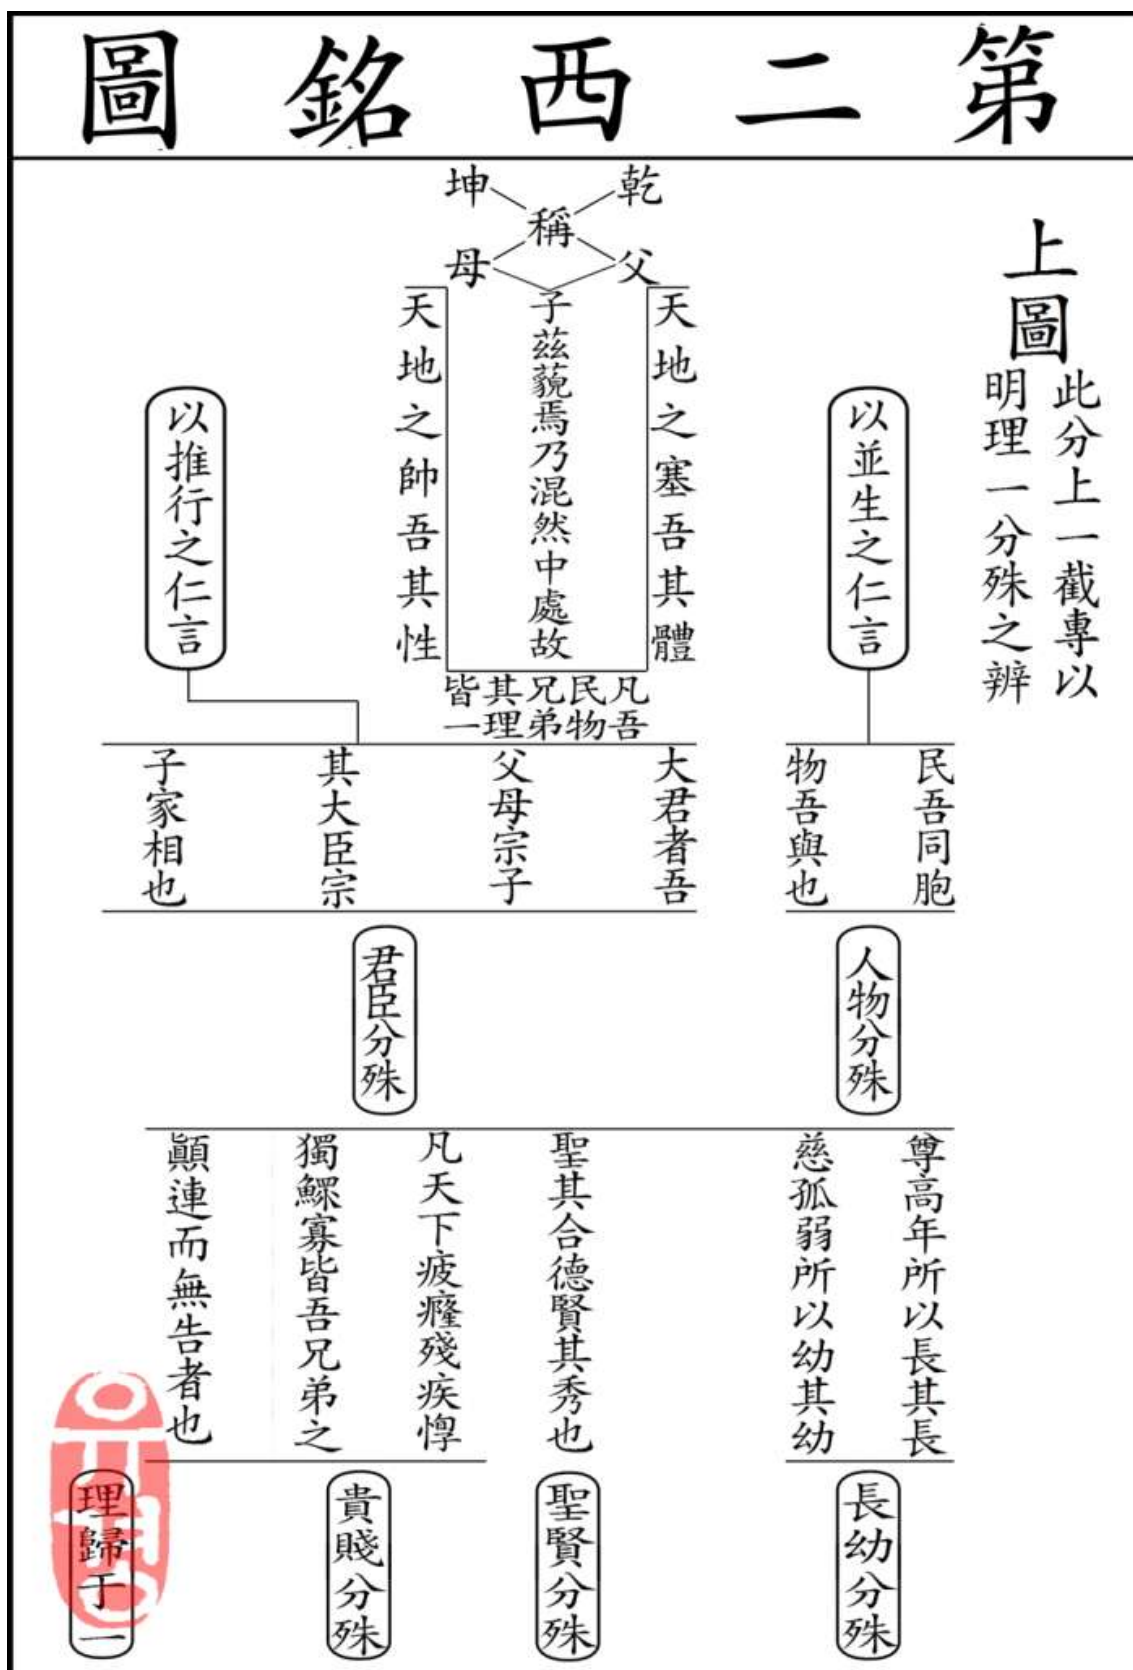 第二西銘圖
上圖
此分上一截專以
明理一分殊之辨
乾
坤
稱
父
母
天地之塞吾其體
子茲藐焉乃混然中處故
天地之帥吾其性
凡吾
民物
兄弟
其理
皆一
以並生之仁言
以推行之仁言
民吾同胞
物吾與也
大君者吾
父母宗子
其大臣宗
子家相也
人物分殊
君臣分殊
尊高年所以長其長
慈孤弱所以幼其幼
聖其合德賢其秀也
凡天下疲癃殘疾惸
獨鰥寡皆吾兄弟之
顚連而無告者也
長幼分殊
聖賢分殊
貴賤分殊
理歸于一